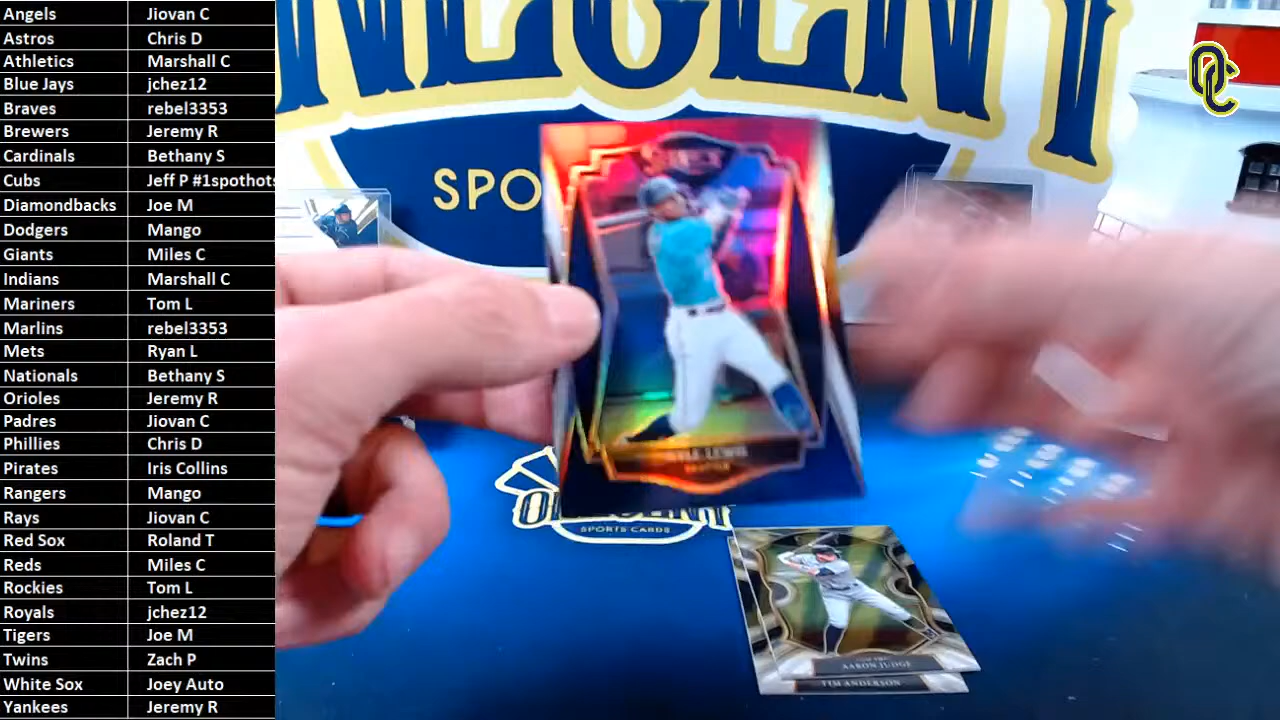 Angels Jiovan C
Astros Chris D
Athletics Marshall C
Blue Jays jchez12
Braves rebel3353
Brewers Jeremy R
Cardinals Bethany S
Cubs Jeff P #1spothots
Diamondbacks Joe M
Dodgers Mango
Giants Miles C
Indians Marshall C
Mariners Tom L
Marlins rebel3353
Mets Ryan L
Nationals Bethany S
Orioles Jeremy R
Padres Jiovan C
Phillies Chris D
Pirates Iris Collins
Rangers Mango
Rays Jiovan C
Red Sox Roland T
Reds Miles C
Rockies Tom L
Royals jchez12
Tigers Joe M
Twins Zach P
White Sox Joey Auto
Yankees Jeremy R
OC
SPO
LEWIS
SPORTS CARDS
AARON JUDGE
TIM ANDERSON